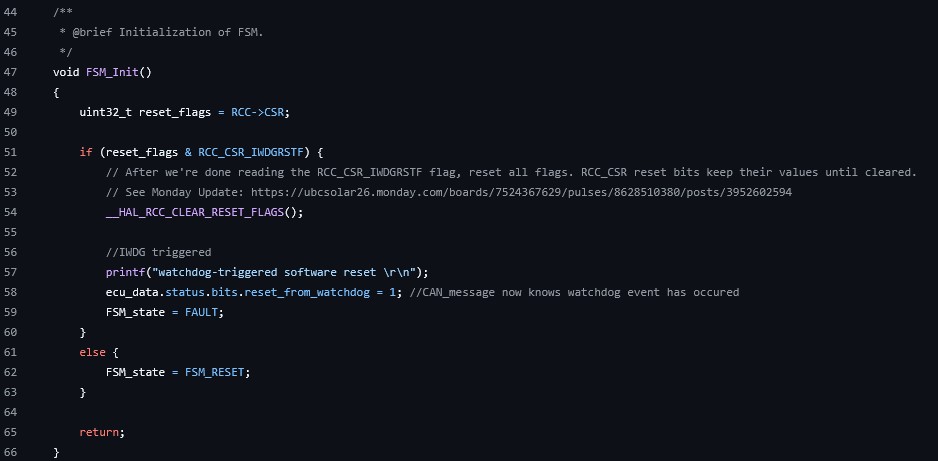 44 /**
45  * @brief Initialization of FSM.
46  */
47 void FSM_Init()
48 {
49     uint32_t reset_flags = RCC->CSR;
50
51     if (reset_flags & RCC_CSR_IWDGRSTF) {
52         // After we're done reading the RCC_CSR_IWDGRSTF flag, reset all flags. RCC_CSR reset bits keep their values until cleared.
53         // See Monday Update: https://ubcsolar26.monday.com/boards/7524367629/pulses/8628510380/posts/3952602594
54         __HAL_RCC_CLEAR_RESET_FLAGS();
55
56         //IWDG triggered
57         printf("watchdog-triggered software reset \r\n");
58         ecu_data.status.bits.reset_from_watchdog = 1; //CAN_message now knows watchdog event has occured
59         FSM_state = FAULT;
60     }
61     else {
62         FSM_state = FSM_RESET;
63     }
64
65     return;
66 }